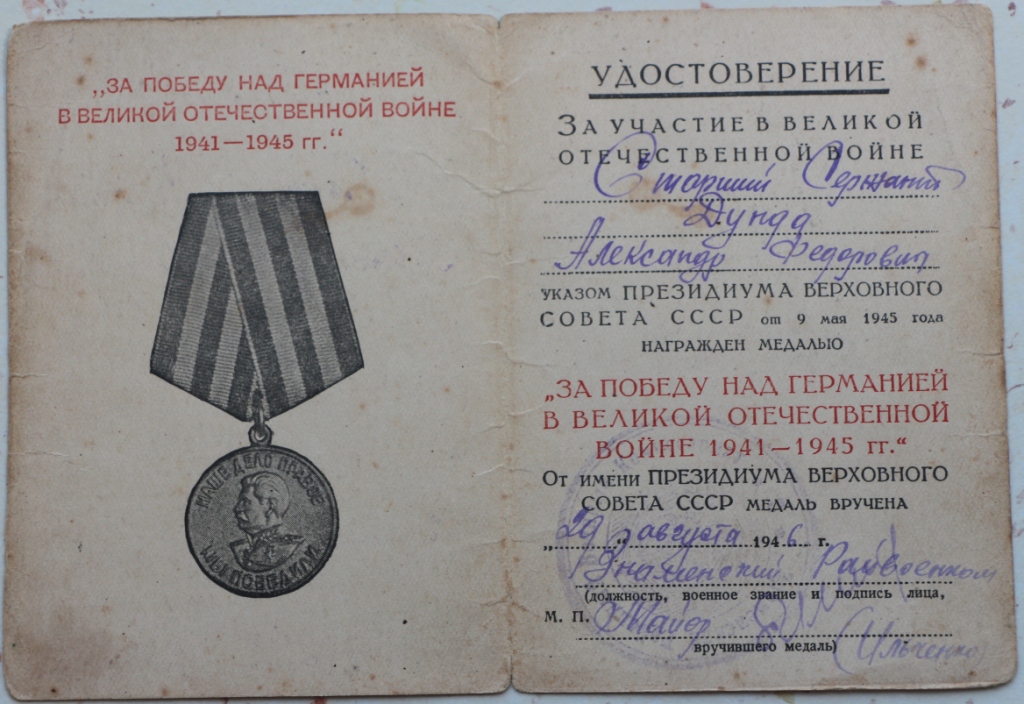 „ЗА ПОБЕДУ НАД ГЕРМАНИЕЙ
В ВЕЛИКОЙ ОТЕЧЕСТВЕННОЙ ВОЙНЕ
1941—1945 гг.“
НАШЕ ДЕЛО ПРАВОЕ
МЫ ПОБЕДИЛИ
УДОСТОВЕРЕНИЕ
ЗА УЧАСТИЕ В ВЕЛИКОЙ
ОТЕЧЕСТВЕННОЙ ВОЙНЕ
Старший Сержант
Дунда
Александр Федорович
УКАЗОМ ПРЕЗИДИУМА ВЕРХОВНОГО
СОВЕТА СССР от 9 мая 1945 года
НАГРАЖДЕН МЕДАЛЬЮ
„ЗА ПОБЕДУ НАД ГЕРМАНИЕЙ
В ВЕЛИКОЙ ОТЕЧЕСТВЕННОЙ
ВОЙНЕ 1941—1945 гг.“
ОТ ИМЕНИ ПРЕЗИДИУМА ВЕРХОВНОГО
СОВЕТА СССР МЕДАЛЬ ВРУЧЕНА
„29“ августа 1946 г.
Знаменский Райвоенком
(должность, военное звание и подпись лица,
М. П. Майор
вручившего медаль) (Ильченко)